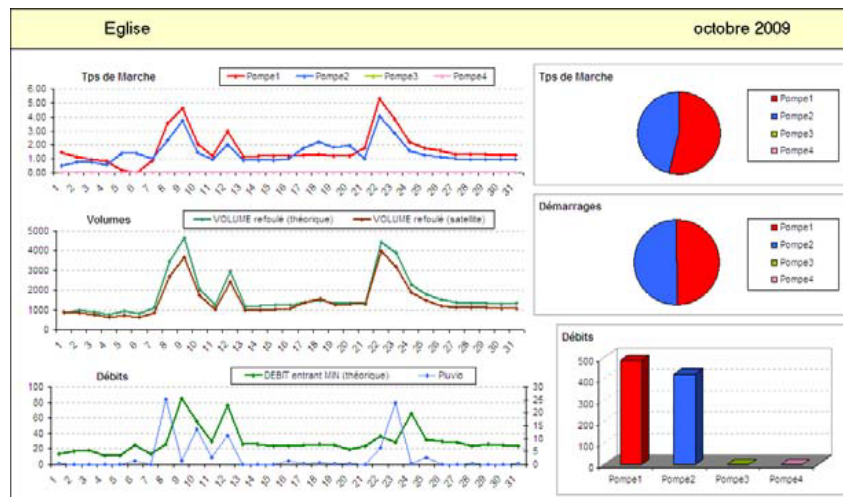 Eglise octobre 2009
Tps de Marche
Pompe1 Pompe2 Pompe3 Pompe4
6.00
5.00
4.00
3.00
2.00
1.00
0.00
1 2 3 4 5 6 7 8 9 10 11 12 13 14 15 16 17 18 19 20 21 22 23 24 25 26 27 28 29 30 31
Volumes
VOLUME refoulé (théorique) VOLUME refoulé (satellite)
5000
4000
3000
2000
1000
0
1 2 3 4 5 6 7 8 9 10 11 12 13 14 15 16 17 18 19 20 21 22 23 24 25 26 27 28 29 30 31
Débits
DEBIT entrant MIN (théorique) Pluvio
100
80
60
40
20
0
30
25
20
15
10
5
0
1 2 3 4 5 6 7 8 9 10 11 12 13 14 15 16 17 18 19 20 21 22 23 24 25 26 27 28 29 30 31
Tps de Marche
Pompe1
Pompe2
Pompe3
Pompe4
Démarrages
Pompe1
Pompe2
Pompe3
Pompe4
Débits
500
400
300
200
100
0
Pompe1 Pompe2 Pompe3 Pompe4